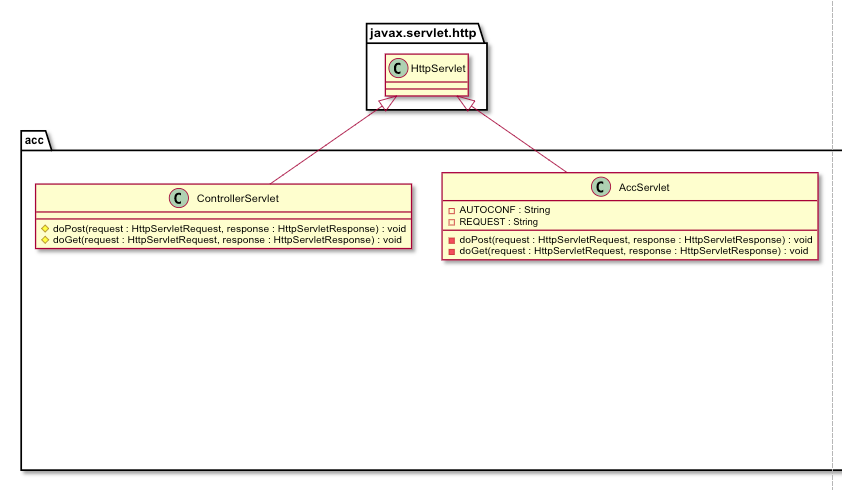 javax.servlet.http
C HttpServlet
acc
C ControllerServlet
doPost(request : HttpServletRequest, response : HttpServletResponse) : void
doGet(request : HttpServletRequest, response : HttpServletResponse) : void
C AccServlet
AUTOCONF : String
REQUEST : String
doPost(request : HttpServletRequest, response : HttpServletResponse) : void
doGet(request : HttpServletRequest, response : HttpServletResponse) : void